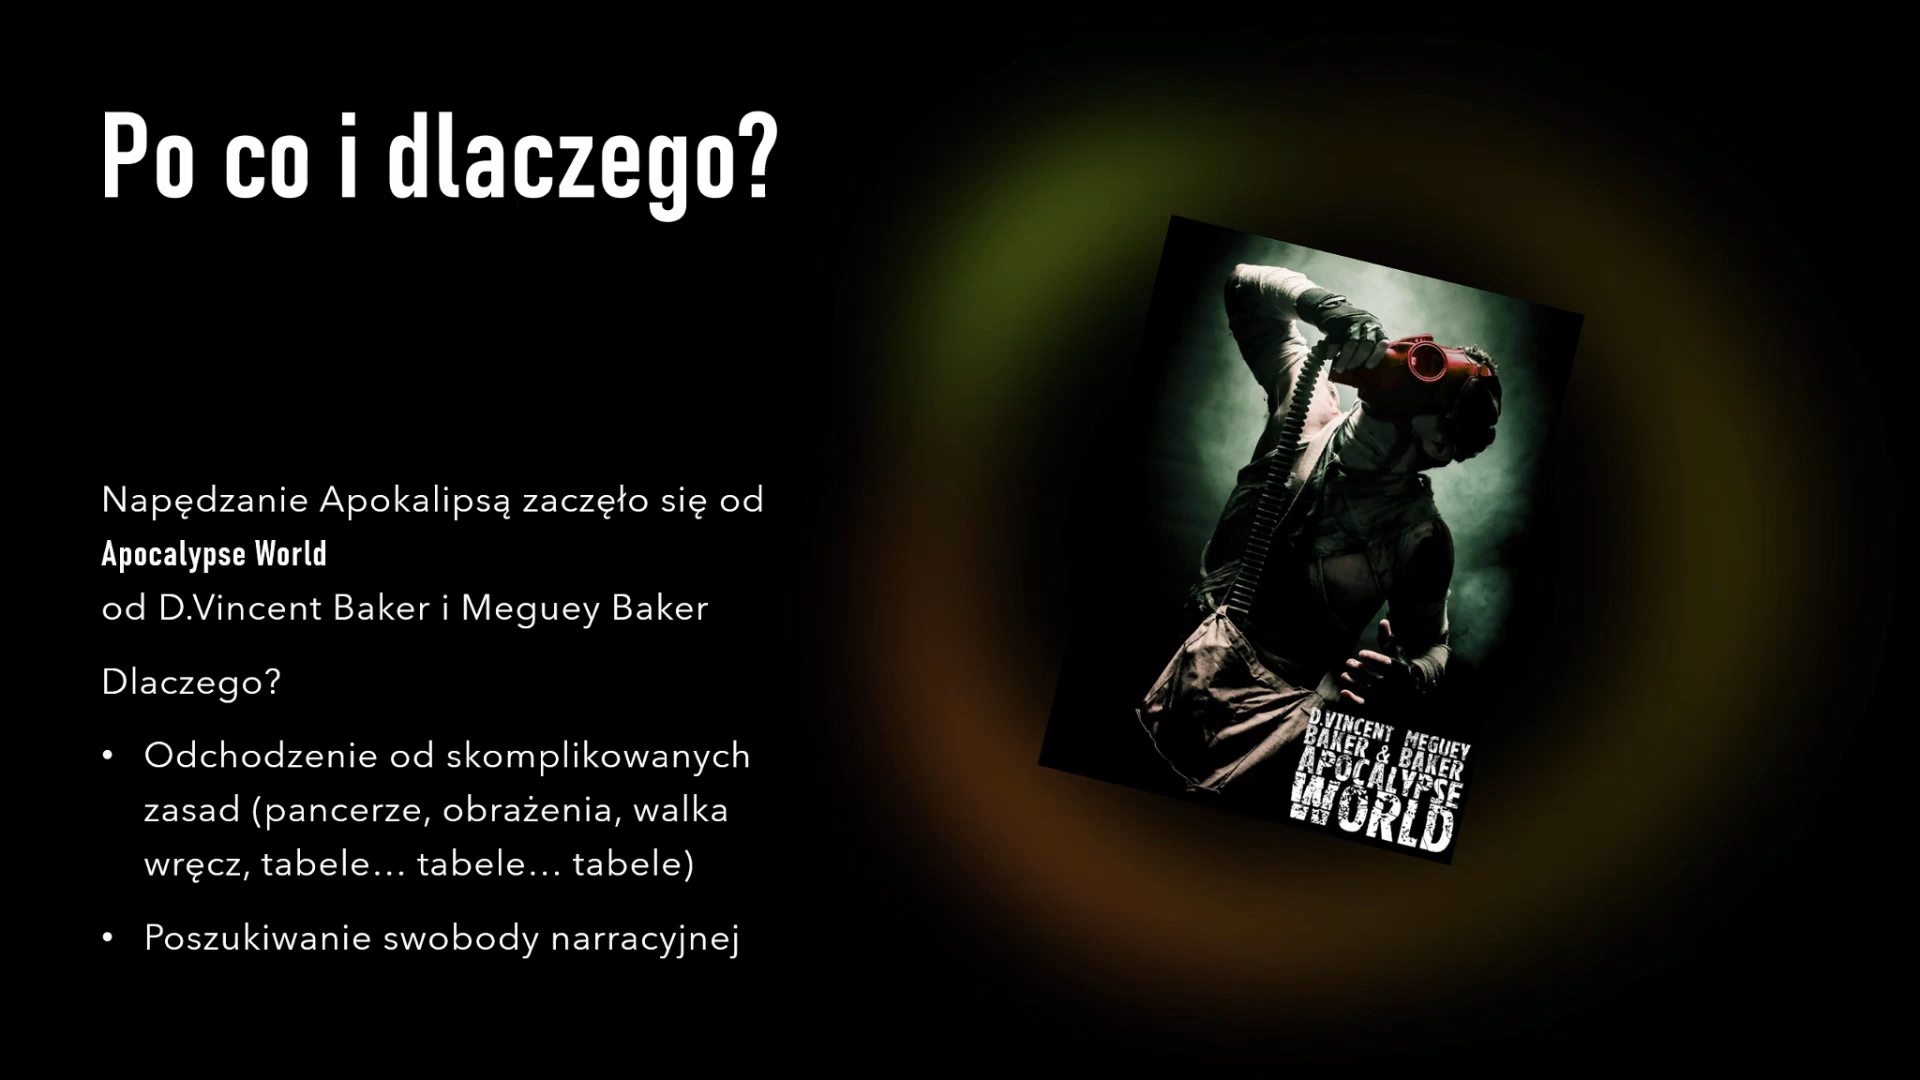 Po co i dlaczego?
Napędzanie Apokalipsą zaczęło się od
Apocalypse World
od D.Vincent Baker i Meguey Baker
Dlaczego?
• Odchodzenie od skomplikowanych
zasad (pancerze, obrażenia, walka
wręcz, tabele... tabele... tabele)
• Poszukiwanie swobody narracyjnej
D.VINCENT MEGUEY
BAKER & BAKER
APOCALYPSE
WORLD